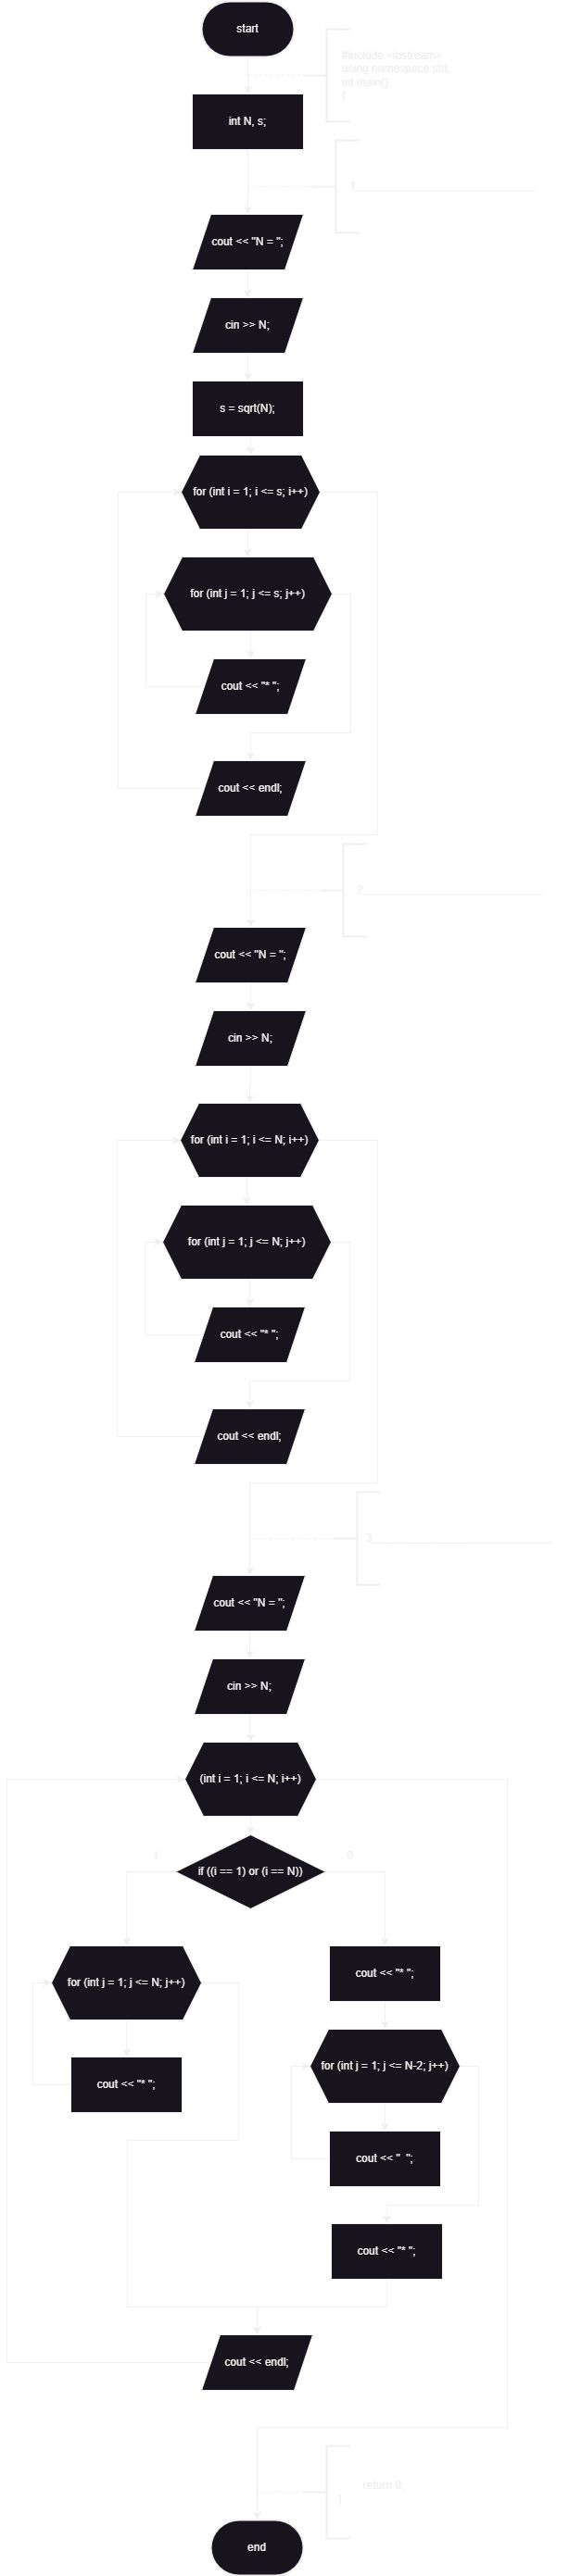 start
#include <iostream>
using namespace std;
int main()
{
int N, s;
1____________________________
cout << "N = ";
cin >> N;
s = sqrt(N);
for (int i = 1; i <= s; i++)
for (int j = 1; j <= s; j++)
cout << "* ";
cout << endl;
2____________________________
cout << "N = ";
cin >> N;
for (int i = 1; i <= N; i++)
for (int j = 1; j <= N; j++)
cout << "* ";
cout << endl;
3____________________________
cout << "N = ";
cin >> N;
(int i = 1; i <= N; i++)
1
0
if ((i == 1) or (i == N))
for (int j = 1; j <= N; j++)
cout << "* ";
cout << "* ";
for (int j = 1; j <= N-2; j++)
cout << "  ";
cout << "* ";
cout << endl;
return 0;
}
end